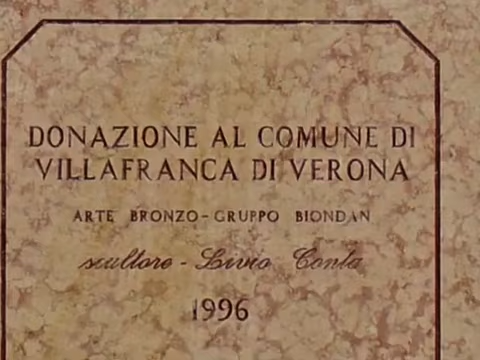 DONAZIONE AL COMUNE DI
VILLAFRANCA DI VERONA
ARTE BRONZO-GRUPPO BIONDAN
scultore - Livio Conta
1996